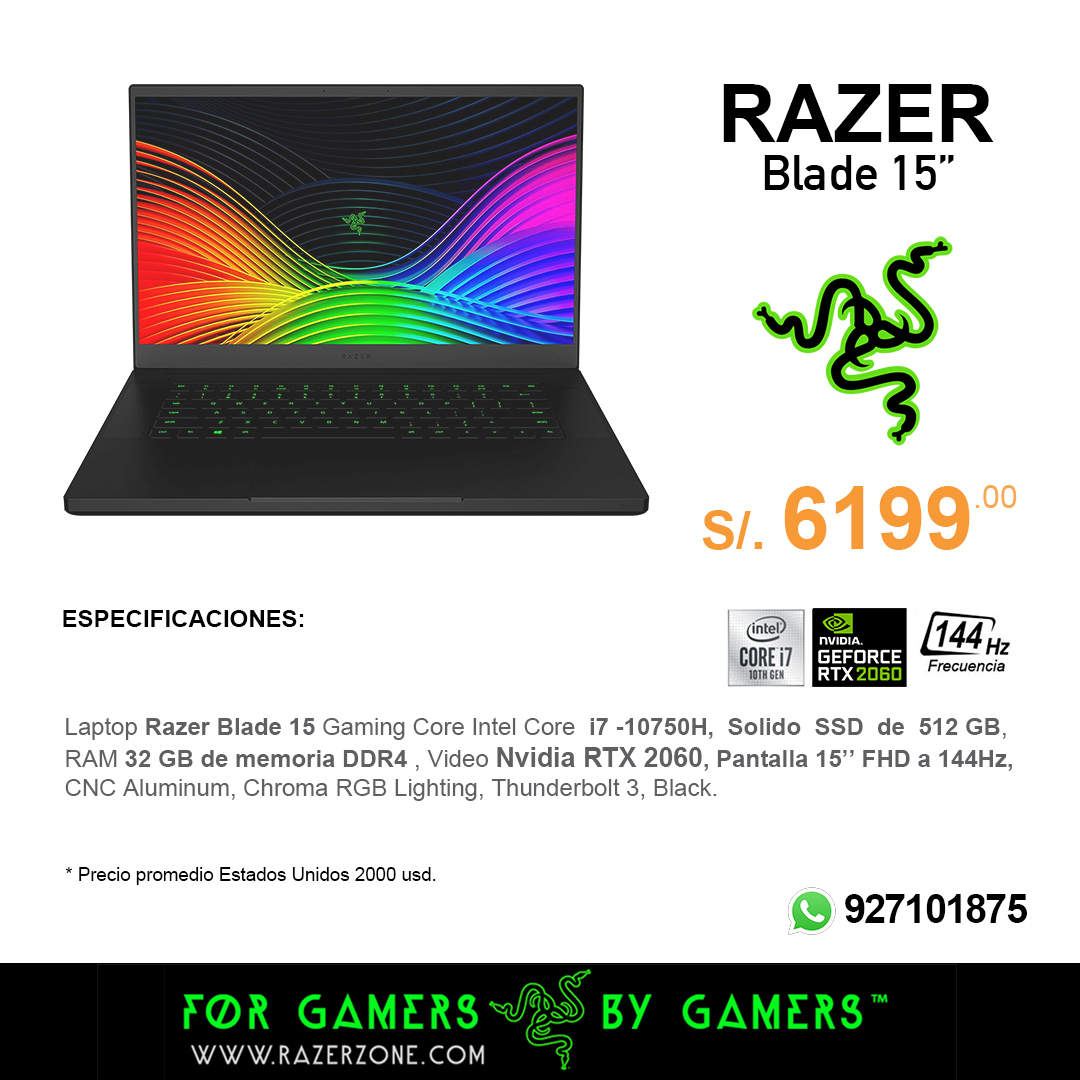 RAZER
Blade 15”
RAZER
S/. 6199.00
ESPECIFICACIONES:
intel
CORE i7
10TH GEN
NVIDIA.
GEFORCE
RTX 2060
144 Hz
Frecuencia
Laptop Razer Blade 15 Gaming Core Intel Core i7 -10750H, Solido SSD de 512 GB,
RAM 32 GB de memoria DDR4 , Video Nvidia RTX 2060, Pantalla 15’’ FHD a 144Hz,
CNC Aluminum, Chroma RGB Lighting, Thunderbolt 3, Black.
* Precio promedio Estados Unidos 2000 usd.
927101875
FOR GAMERS BY GAMERS™
WWW.RAZERZONE.COM